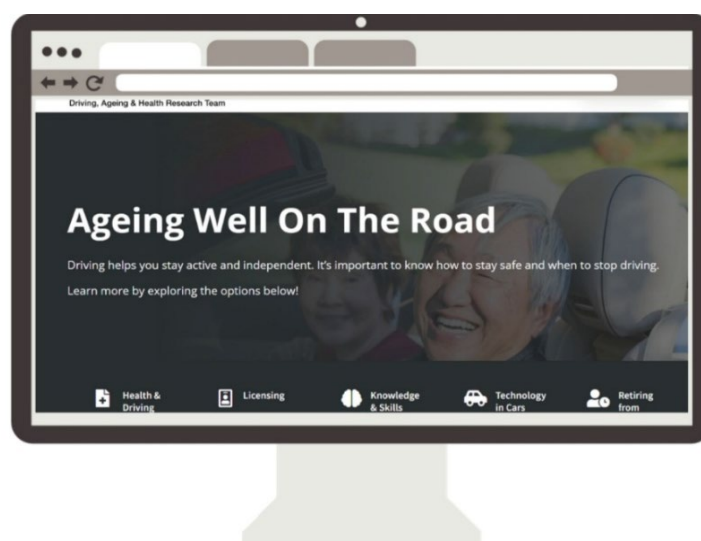 Driving, Ageing & Health Research Team
Ageing Well On The Road
Driving helps you stay active and independent. It's important to know how to stay safe and when to stop driving.
Learn more by exploring the options below!
Health &
Driving
Licensing
Knowledge
& Skills
Technology
in Cars
Retiring
from